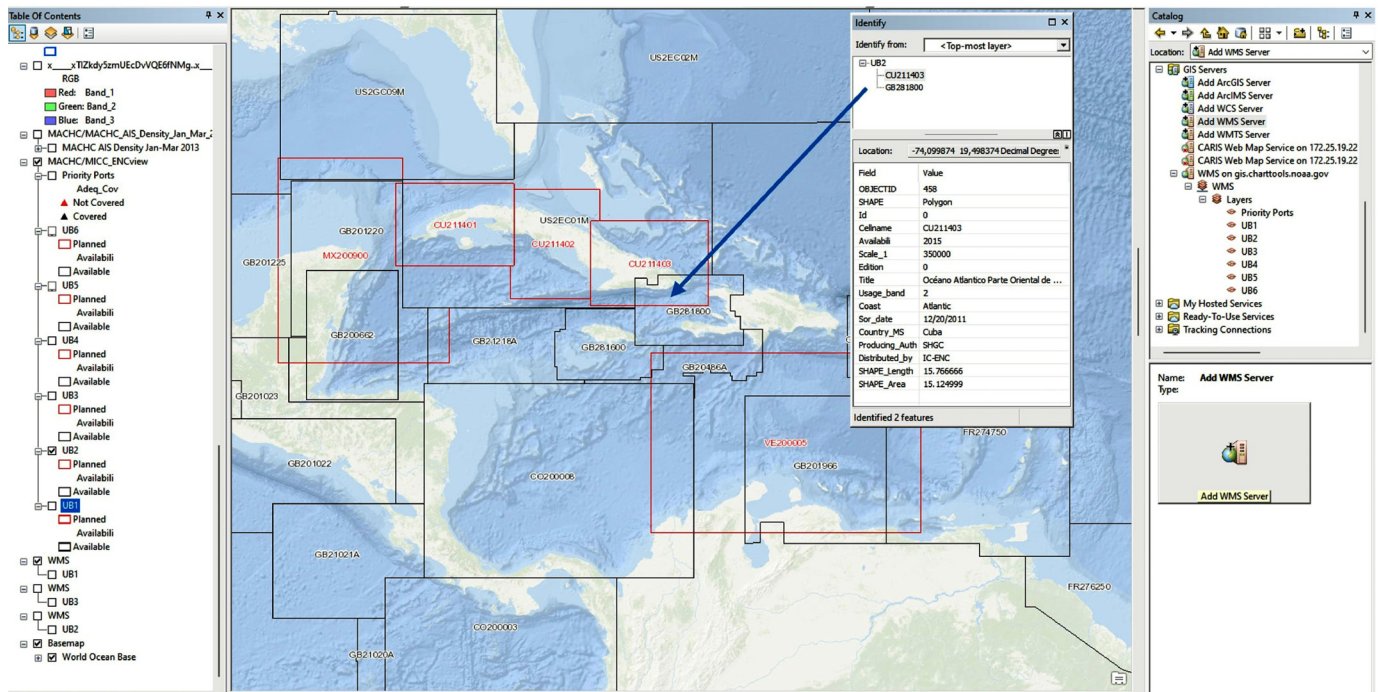 Table Of Contents
x____xTlZkdy5zmUEcDvVQE6fNMg..x__
RGB
Red: Band_1
Green: Band_2
Blue: Band_3
MACHC/MACHC_AIS_Density_Jan_Mar_2
MACHC AIS Density Jan-Mar 2013
MACHC/MICC_ENCview
Priority Ports
Adeq_Cov
Not Covered
Covered
UB6
Planned
Availabili
Available
UB5
Planned
Availabili
Available
UB4
Planned
Availabili
Available
UB3
Planned
Availabili
Available
UB2
Planned
Availabili
Available
UB1
Planned
Availabili
Available
WMS
UB1
WMS
UB3
WMS
UB2
Basemap
World Ocean Base
US2EC02M
US2GC09M
US2EC01M
GB201220
CU211401
CU211402
GB201225
MX200900
CU211403
GB281800
GB200662
GB21218A
GB281600
GB20486A
GB201023
FR274750
VE200005
GB201022
GB201966
CO200008
GB21021A
FR276250
CO200003
GB21020A
Identify
Identify from: <Top-most layer>
UB2
CU211403
GB281800
Location: -74,099874 19,498374 Decimal Degree:
Field Value
OBJECTID 458
SHAPE Polygon
Id 0
Cellname CU211403
Availabili 2015
Scale_1 350000
Edition 0
Title Océano Atlantico Parte Oriental de ...
Usage_band 2
Coast Atlantic
Sor_date 12/20/2011
Country_MS Cuba
Producing_Auth SHGC
Distributed_by IC-ENC
SHAPE_Length 15.766666
SHAPE_Area 15.124999
Identified 2 features
Catalog
Location: Add WMS Server
GIS Servers
Add ArcGIS Server
Add ArcIMS Server
Add WCS Server
Add WMS Server
Add WMTS Server
CARIS Web Map Service on 172.25.19.22
CARIS Web Map Service on 172.25.19.22
WMS on gis.charttools.noaa.gov
WMS
Layers
Priority Ports
UB1
UB2
UB3
UB4
UB5
UB6
My Hosted Services
Ready-To-Use Services
Tracking Connections
Name: Add WMS Server
Type:
Add WMS Server